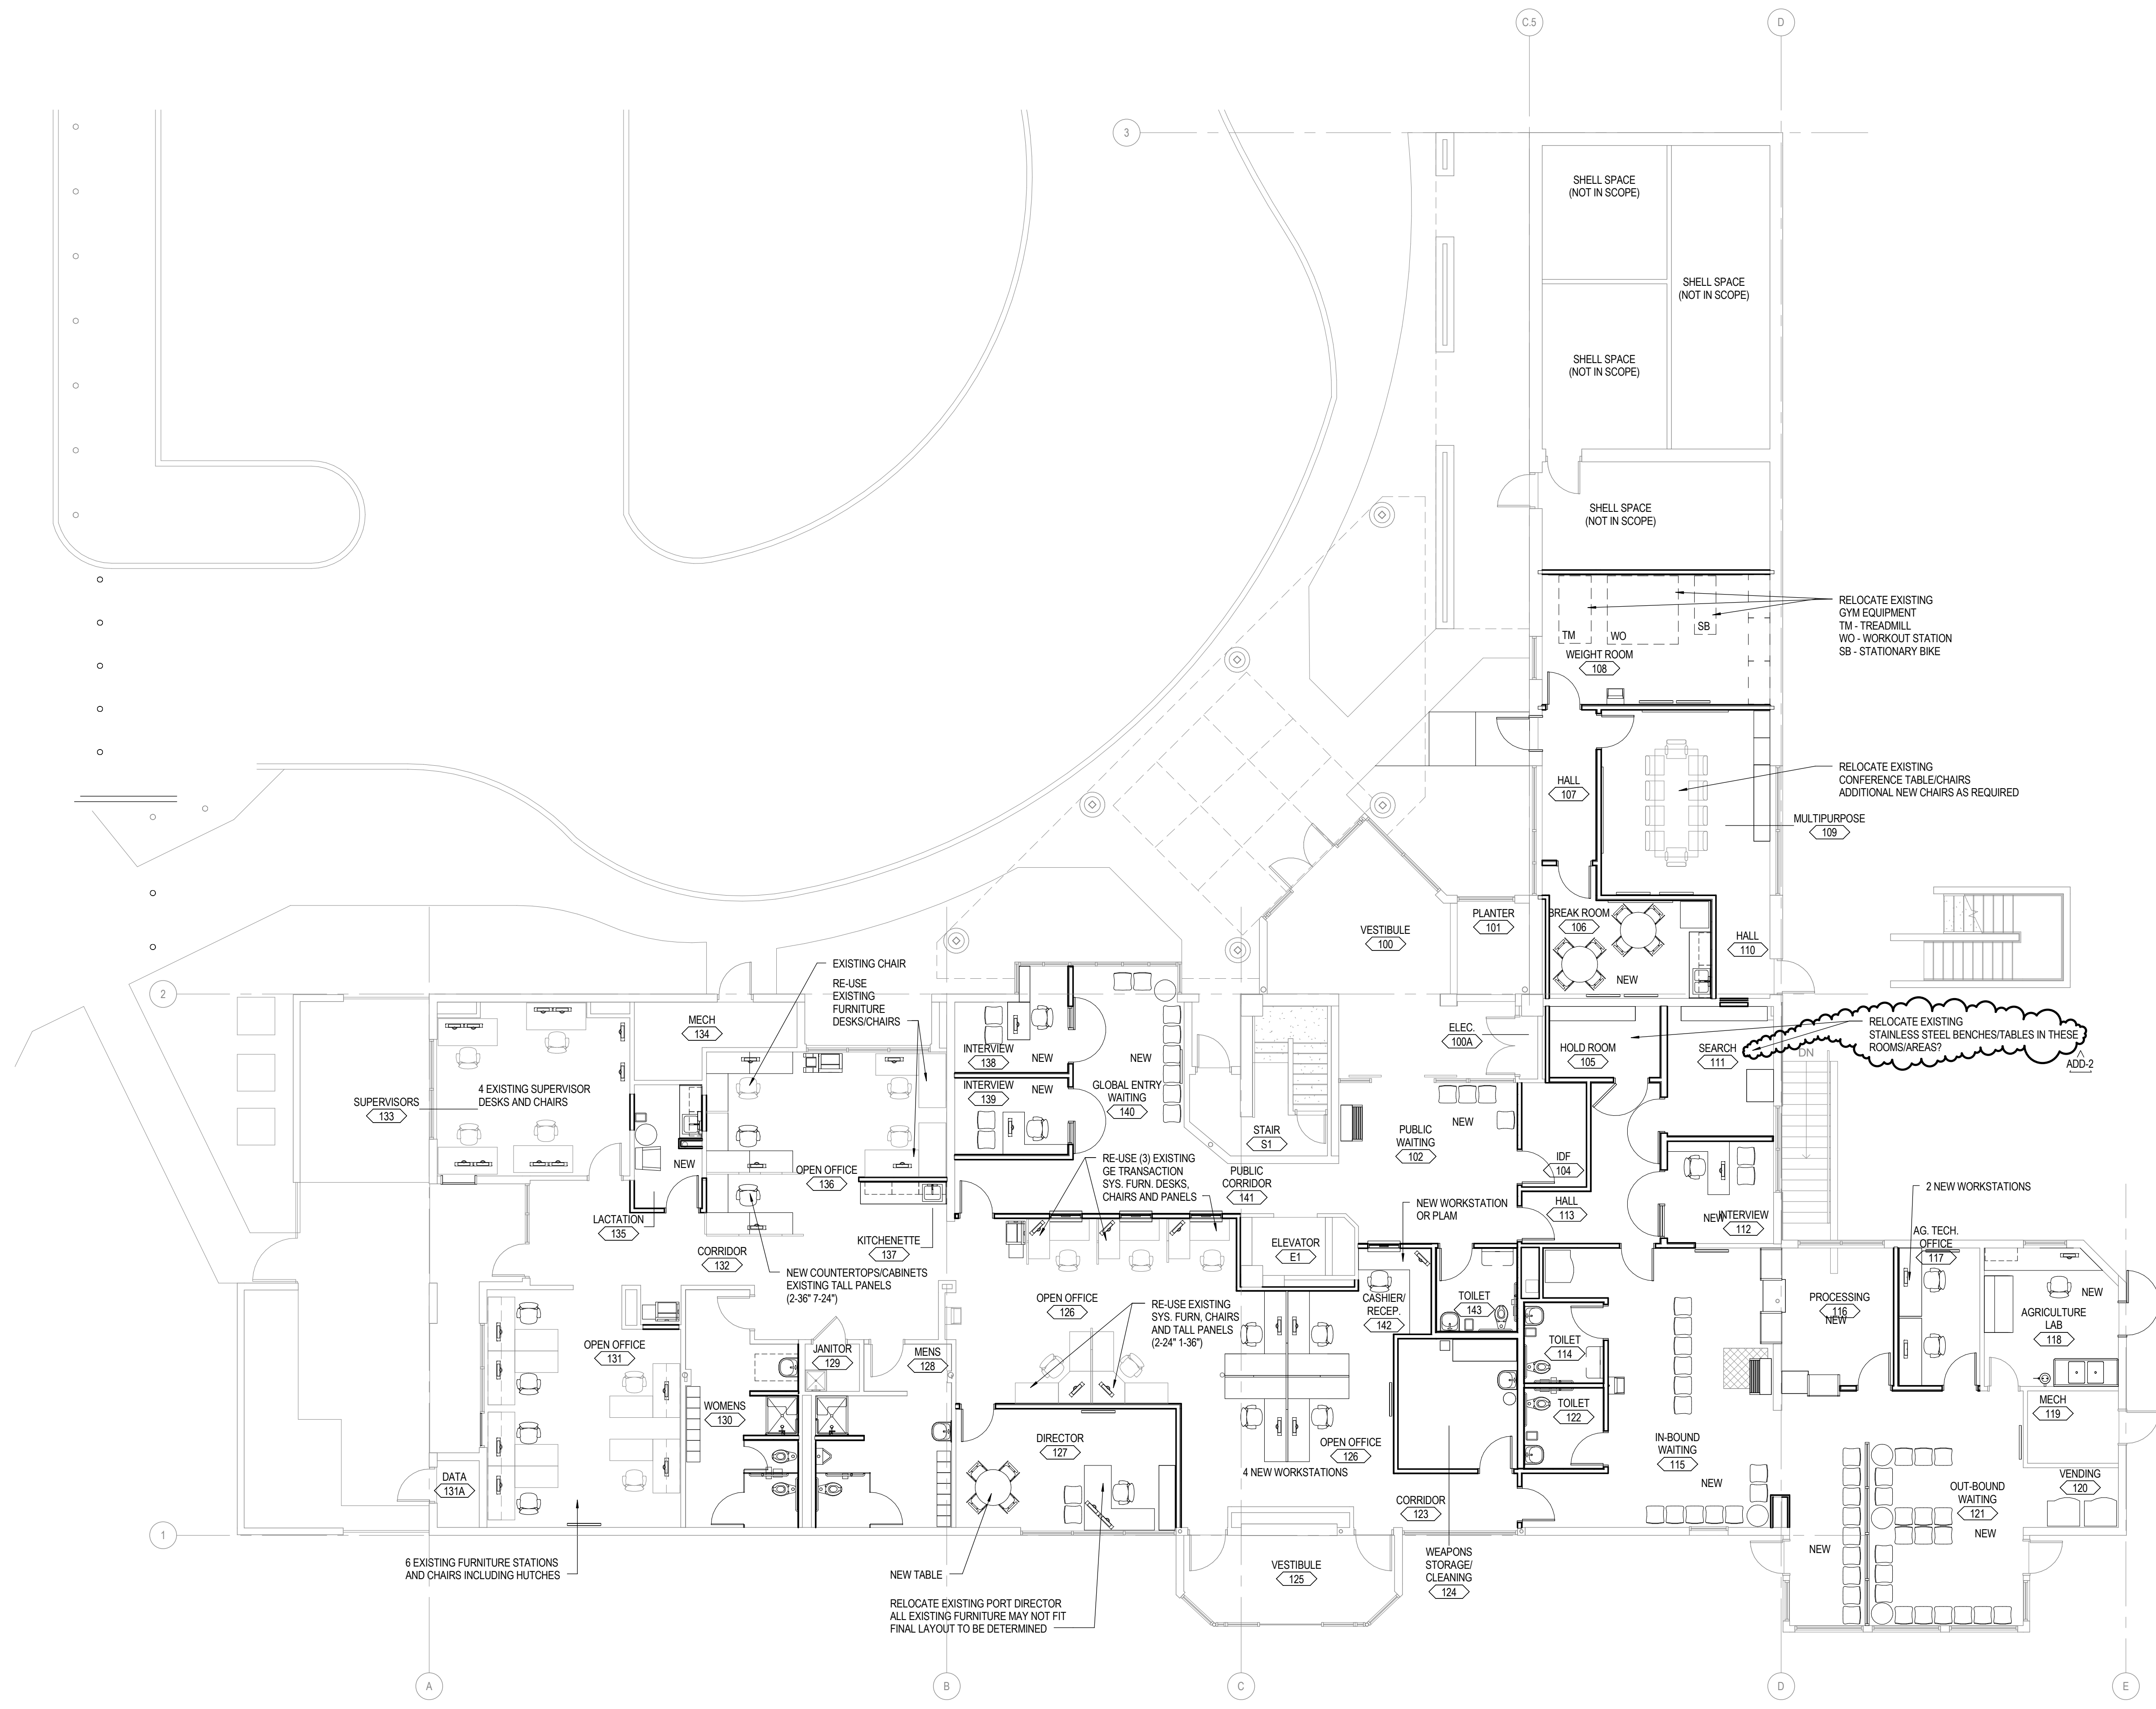 C.5
D
3
SHELL SPACE
(NOT IN SCOPE)
SHELL SPACE
(NOT IN SCOPE)
SHELL SPACE
(NOT IN SCOPE)
SHELL SPACE
(NOT IN SCOPE)
RELOCATE EXISTING
GYM EQUIPMENT
TM - TREADMILL
WO - WORKOUT STATION
SB - STATIONARY BIKE
TM
WO
SB
WEIGHT ROOM
108
RELOCATE EXISTING
CONFERENCE TABLE/CHAIRS
ADDITIONAL NEW CHAIRS AS REQUIRED
HALL
107
MULTIPURPOSE
109
BREAK ROOM
106
NEW
HALL
110
PLANTER
101
VESTIBULE
100
2
EXISTING CHAIR
RE-USE
EXISTING
FURNITURE
DESKS/CHAIRS
MECH
134
INTERVIEW
138
NEW
NEW
INTERVIEW
139
NEW
GLOBAL ENTRY
WAITING
140
ELEC.
100A
HOLD ROOM
105
SEARCH
111
RELOCATE EXISTING
STAINLESS STEEL BENCHES/TABLES IN THESE
ROOMS/AREAS?
ADD-2
DN
SUPERVISORS
133
4 EXISTING SUPERVISOR
DESKS AND CHAIRS
STAIR
S1
PUBLIC
WAITING
102
NEW
IDF
104
NEW
OPEN OFFICE
136
RE-USE (3) EXISTING
GE TRANSACTION
SYS. FURN. DESKS,
CHAIRS AND PANELS
PUBLIC
CORRIDOR
141
LACTATION
135
CORRIDOR
132
KITCHENETTE
137
NEW WORKSTATION
OR PLAM
HALL
113
NEW
INTERVIEW
112
2 NEW WORKSTATIONS
AG. TECH.
OFFICE
117
ELEVATOR
E1
NEW COUNTERTOPS/CABINETS
EXISTING TALL PANELS
(2-36" 7-24")
OPEN OFFICE
126
RE-USE EXISTING
SYS. FURN, CHAIRS
AND TALL PANELS
(2-24" 1-36")
CASHIER/
RECEP.
142
TOILET
143
PROCESSING
116
NEW
NEW
AGRICULTURE
LAB
118
OPEN OFFICE
131
JANITOR
129
MENS
128
TOILET
114
WOMENS
130
TOILET
122
MECH
119
DIRECTOR
127
OPEN OFFICE
126
4 NEW WORKSTATIONS
IN-BOUND
WAITING
115
NEW
DATA
131A
VENDING
120
OUT-BOUND
WAITING
121
NEW
CORRIDOR
123
1
NEW
6 EXISTING FURNITURE STATIONS
AND CHAIRS INCLUDING HUTCHES
NEW TABLE
VESTIBULE
125
WEAPONS
STORAGE/
CLEANING
124
RELOCATE EXISTING PORT DIRECTOR
ALL EXISTING FURNITURE MAY NOT FIT
FINAL LAYOUT TO BE DETERMINED
A
B
C
D
E